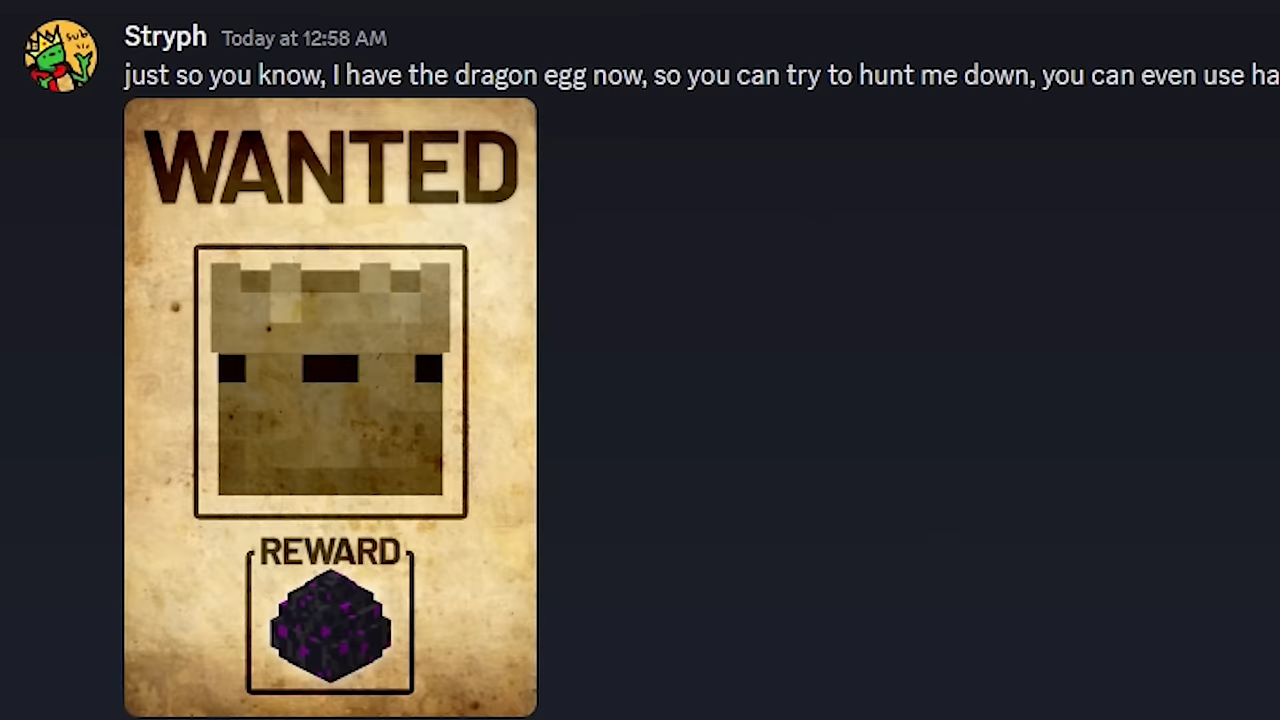 Stryph Today at 12:58 AM
just so you know, I have the dragon egg now, so you can try to hunt me down, you can even use
WANTED
REWARD